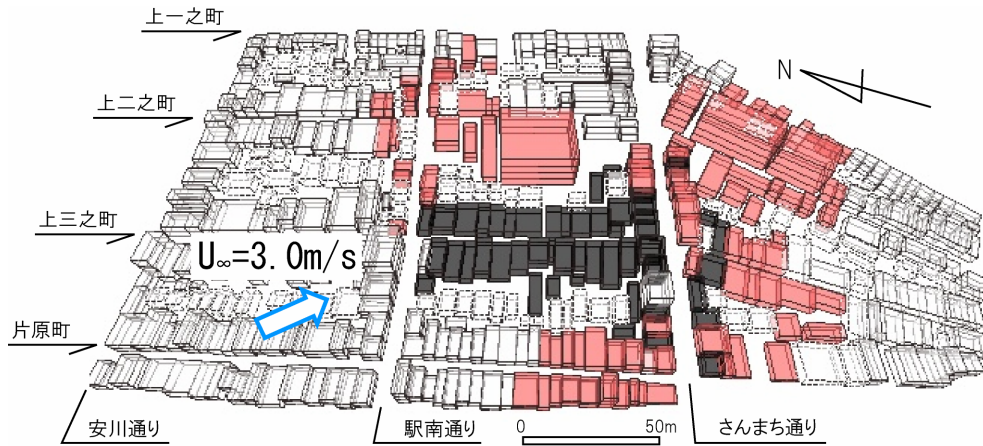 上一之町
N
上二之町
上三之町
U∞=3.0m/s
片原町
安川通り
駅南通り
さんまち通り
0 50m